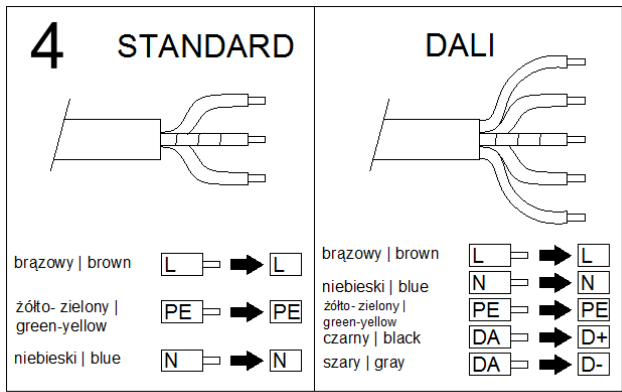 4 STANDARD
brązowy | brown L L
żółto- zielony |
green-yellow PE PE
niebieski | blue N N
DALI
brązowy | brown L L
niebieski | blue N N
żółto- zielony |
green-yellow PE PE
czarny | black DA D+
szary | gray DA D-